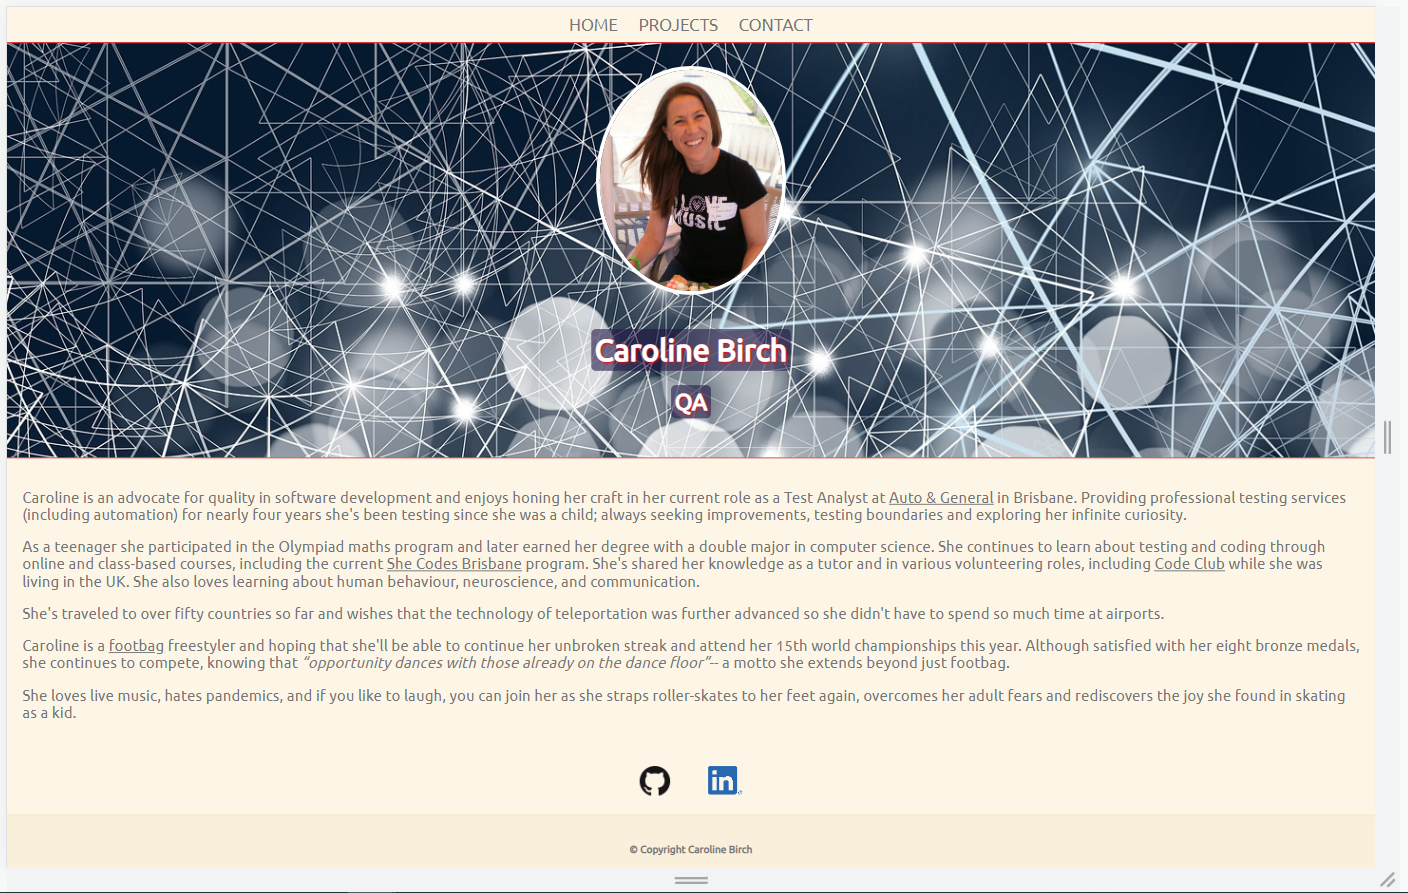 HOME PROJECTS CONTACT
I LOVE
MUSIC
Caroline Birch
QA
Caroline is an advocate for quality in software development and enjoys honing her craft in her current role as a Test Analyst at Auto & General in Brisbane. Providing professional testing services
(including automation) for nearly four years she's been testing since she was a child; always seeking improvements, testing boundaries and exploring her infinite curiosity.
As a teenager she participated in the Olympiad maths program and later earned her degree with a double major in computer science. She continues to learn about testing and coding through
online and class-based courses, including the current She Codes Brisbane program. She's shared her knowledge as a tutor and in various volunteering roles, including Code Club while she was
living in the UK. She also loves learning about human behaviour, neuroscience, and communication.
She's traveled to over fifty countries so far and wishes that the technology of teleportation was further advanced so she didn't have to spend so much time at airports.
Caroline is a footbag freestyler and hoping that she'll be able to continue her unbroken streak and attend her 15th world championships this year. Although satisfied with her eight bronze medals,
she continues to compete, knowing that “opportunity dances with those already on the dance floor”-- a motto she extends beyond just footbag.
She loves live music, hates pandemics, and if you like to laugh, you can join her as she straps roller-skates to her feet again, overcomes her adult fears and rediscovers the joy she found in skating
as a kid.
in
© Copyright Caroline Birch